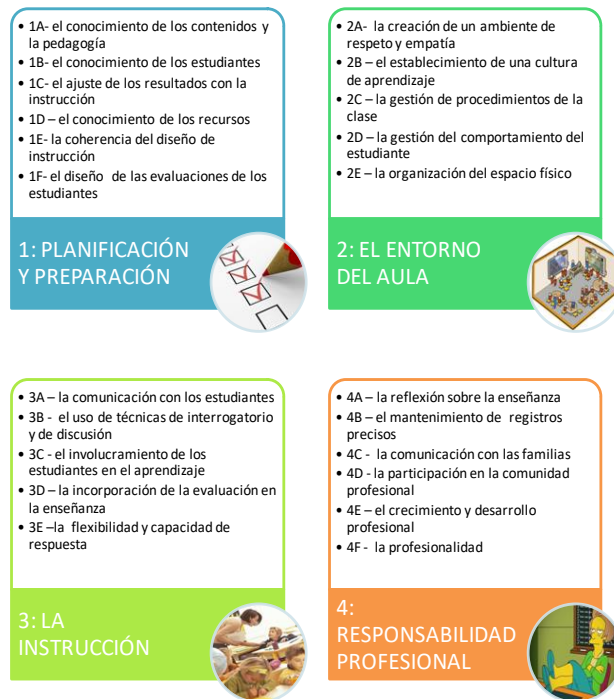 • 1A- el conocimiento de los contenidos y
la pedagogía
• 1B- el conocimiento de los estudiantes
• 1C- el ajuste de los resultados con la
instrucción
• 1D – el conocimiento de los recursos
• 1E- la coherencia del diseño de
instrucción
• 1F- el diseño de las evaluaciones de los
estudiantes
1: PLANIFICACIÓN
Y PREPARACIÓN
• 2A- la creación de un ambiente de
respeto y empatía
• 2B – el establecimiento de una cultura
de aprendizaje
• 2C – la gestión de procedimientos de la
clase
• 2D – la gestión del comportamiento del
estudiante
• 2E – la organización del espacio físico
2: EL ENTORNO
DEL AULA
• 3A – la comunicación con los estudiantes
• 3B - el uso de técnicas de interrogatorio
y de discusión
• 3C - el involucramiento de los
estudiantes en el aprendizaje
• 3D – la incorporación de la evaluación en
la enseñanza
• 3E –la flexibilidad y capacidad de
respuesta
3: LA
INSTRUCCIÓN
• 4A – la reflexión sobre la enseñanza
• 4B – el mantenimiento de registros
precisos
• 4C - la comunicación con las familias
• 4D - la participación en la comunidad
profesional
• 4E – el crecimiento y desarrollo
profesional
• 4F - la profesionalidad
4:
RESPONSABILIDAD
PROFESIONAL